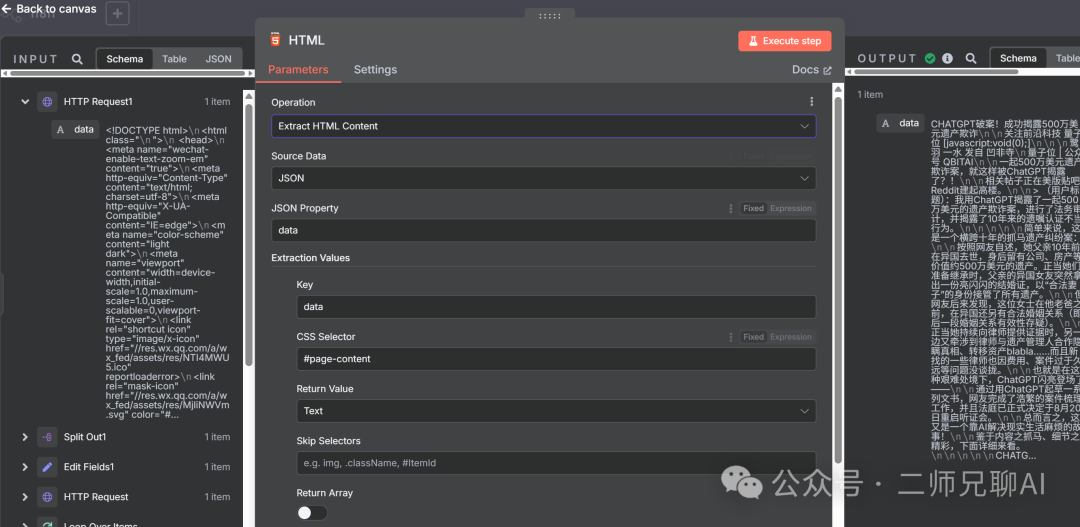 Back to canvas
n8n
+
INPUT
Schema
Table
JSON
HTTP Request1
1 item
A data
<!DOCTYPE html>\n <html
class="\n "> \n <head>\n
<meta name="wechat-
enable-text-zoom-em"
content="true">\n <meta
http-equiv="Content-Type"
content="text/html;
charset=utf-8">\n <meta
http-equiv="X-UA-
Compatible"
content="IE=edge">\n <m
eta name="color-scheme"
content="light
dark">\n <meta
name="viewport"
content="width=device-
width,initial-
scale=1.0,maximum-
scale=1.0,user-
scalable=0,viewport-
fit=cover">\n <link
rel="shortcut icon"
type="image/x-icon"
href="//res.wx.qq.com/a/w
x_fed/assets/res/NTI4MWU
5.ico"
reportloaderror>\n <link
rel="mask-icon"
href="//res.wx.qq.com/a/w
x_fed/assets/res/MjliNWVm
.svg" color="#...
Split Out1
1 item
Edit Fields1
1 item
HTTP Request
1 item
Loop Over Items
HTML
Execute step
Parameters
Settings
Docs
Operation
Extract HTML Content
Source Data
JSON
JSON Property
Fixed
Expression
data
Extraction Values
Key
data
CSS Selector
Fixed
Expression
#page-content
Return Value
Text
Skip Selectors
e.g. img, .className, #ItemId
Return Array
OUTPUT
Schema
Table
1 item
A data
CHATGPT破案！成功揭露500万美
元遗产欺诈\n\n关注前沿科技 量子
位 [javascript:void(0);]\n\n\n鹭
羽 一水 发自 凹非寺\n量子位 | 公众
号 QBITAI\n\n一起500万美元遗产
欺诈案，就这样被ChatGPT揭露
了？！\n\n相关帖子正在美版贴吧
Reddit建起高楼。\n\n> （用户标
题）：我用ChatGPT揭露了一起500
万美元的遗产欺诈案，进行了法务审
计，并揭露了10年来的遗嘱认证不当
行为。\n\n\n\n\n\n简单来说，这
是一个横跨十年的抓马遗产纠纷案：
\n\n按照网友自述，她父亲10年前
在异国去世，身后留有公司、房产等
价值约500万美元的遗产。正当她们
准备继承时，父亲的异国女友突然拿
出一份亮闪闪的结婚证，以“合法妻
子”的身份接管了所有遗产。\n\n但
网友后来发现，这位女士在他老爸之
前，在异国还另有合法婚姻关系（即
后一段婚姻关系有效性存疑）。\n\n
正当她持续向律师提供证据时，另一
边又牵涉到律师与遗产管理人合作隐
瞒真相、转移资产blabla……而且新
找的一些律师也因费用、案件过于久
远等问题没谈拢。\n\n也就是在这
种艰难处境下，ChatGPT闪亮登场了
——\n\n通过用ChatGPT起草一系
列文书，网友完成了浩繁的案件梳理
工作，并且法庭已正式决定于8月20
日重启听证会。\n\n总而言之，这
又是一个靠AI解决现实生活麻烦的故
事！\n\n鉴于内容之抓马、细节之
精彩，下面详细来看。
\n\n\n\n\n\nCHATG...
公众号 · 二师兄聊AI